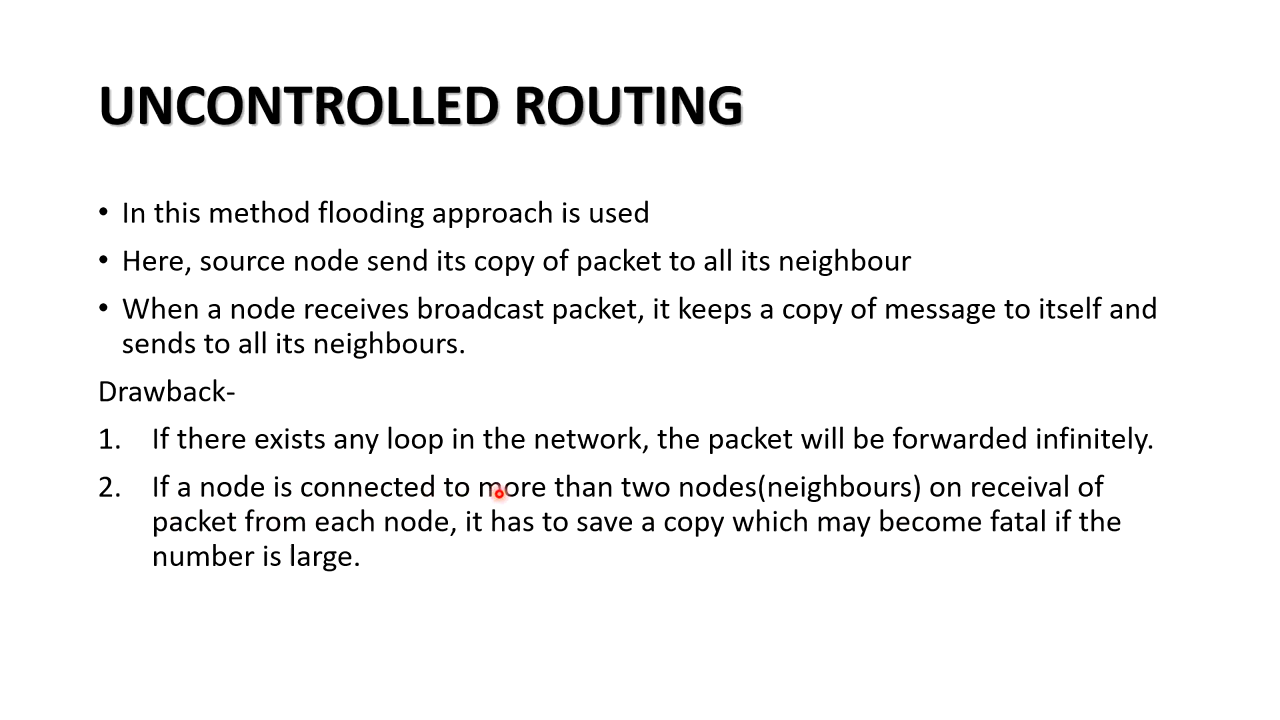 UNCONTROLLED ROUTING
• In this method flooding approach is used
• Here, source node send its copy of packet to all its neighbour
• When a node receives broadcast packet, it keeps a copy of message to itself and
sends to all its neighbours.
Drawback-
1. If there exists any loop in the network, the packet will be forwarded infinitely.
2. If a node is connected to more than two nodes(neighbours) on receival of
packet from each node, it has to save a copy which may become fatal if the
number is large.